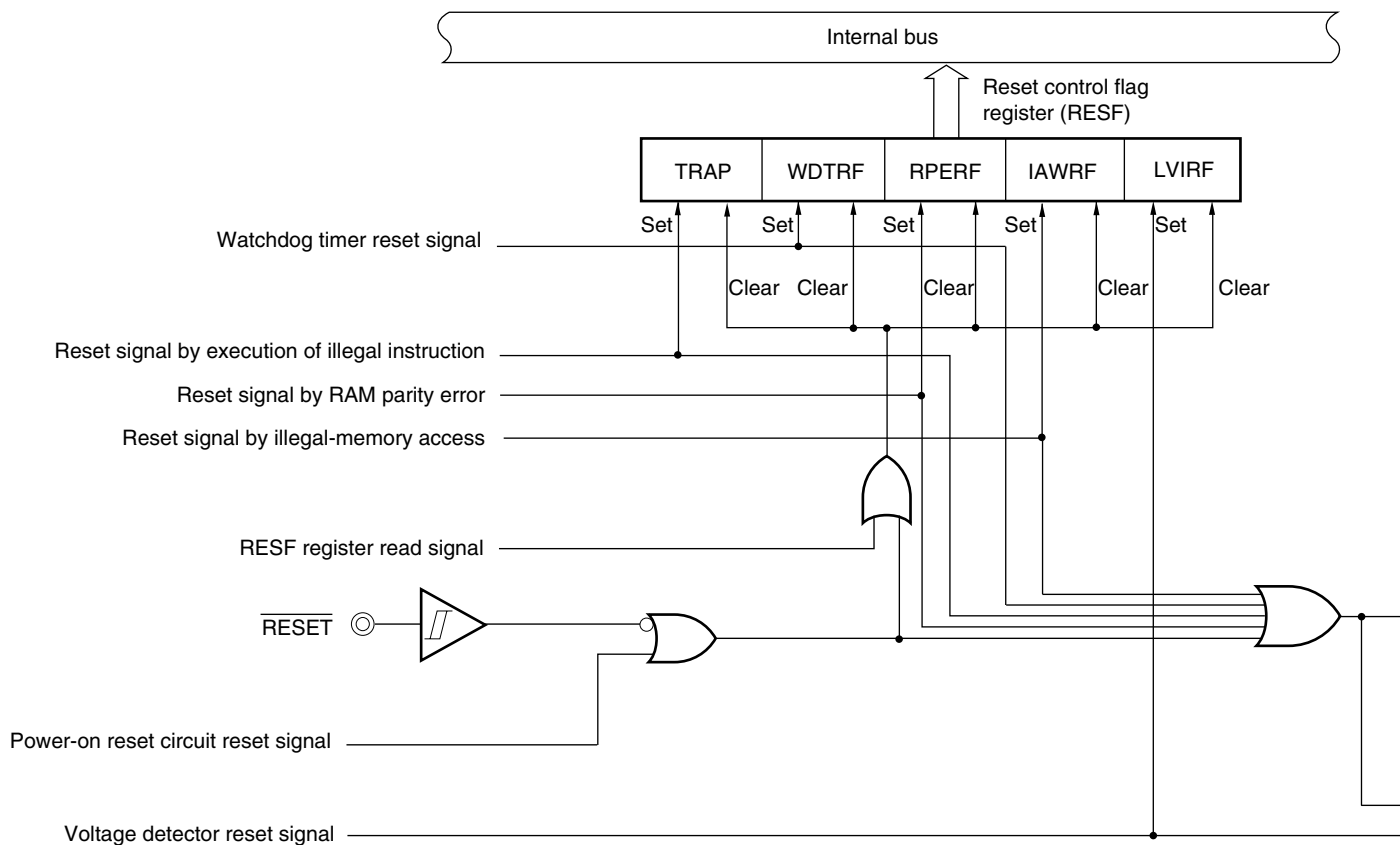 Internal bus
Reset control flag
register (RESF)
TRAP WDTRF RPERF IAWRF LVIRF
Set Set Set Set Set
Watchdog timer reset signal
Clear Clear Clear Clear Clear
Reset signal by execution of illegal instruction
Reset signal by RAM parity error
Reset signal by illegal-memory access
RESF register read signal
RESET
Power-on reset circuit reset signal
Voltage detector reset signal